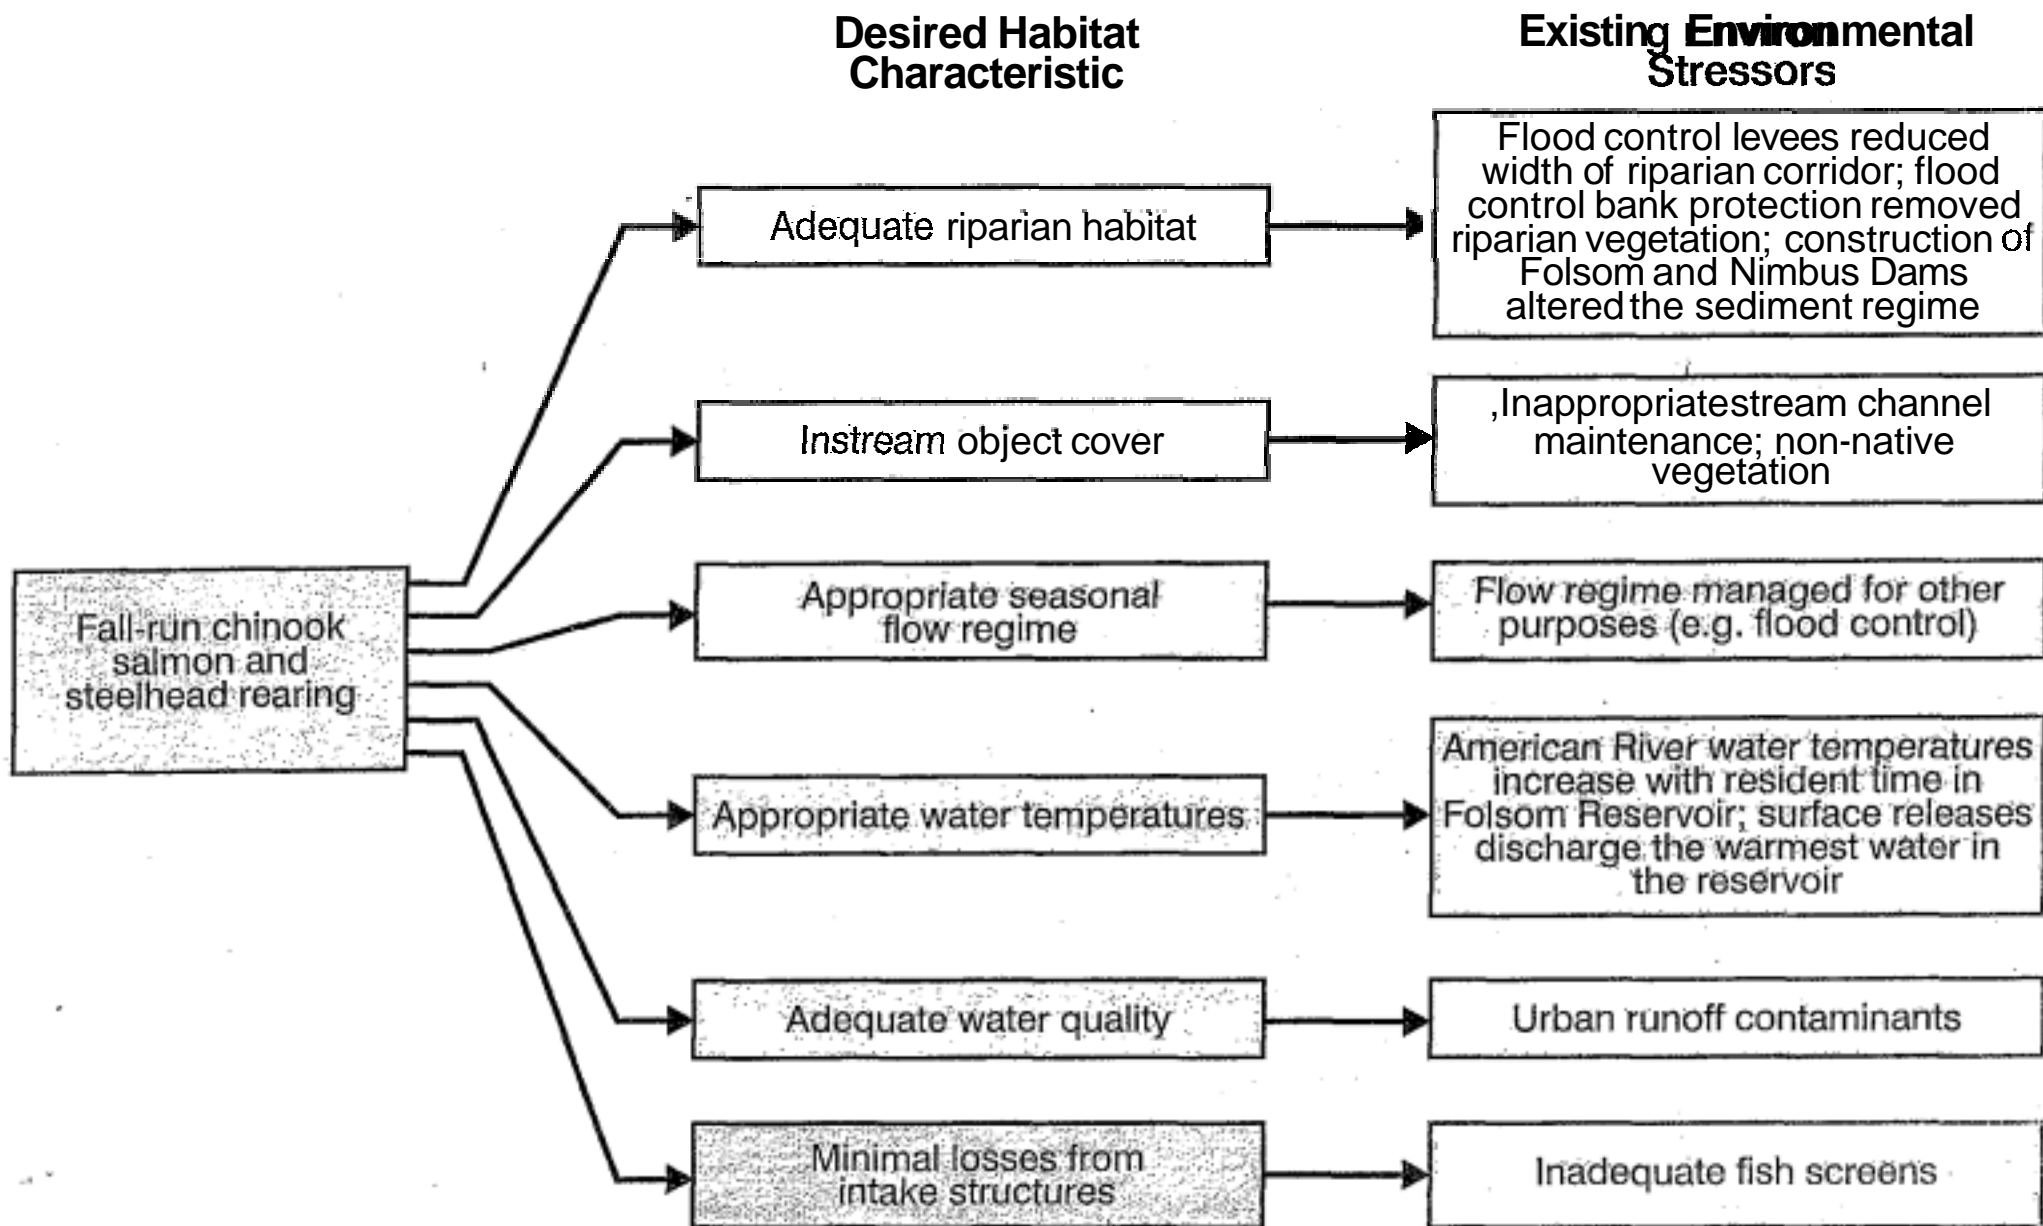 Desired Habitat
Characteristic
Existing Environmental
Stressors
Fall-run chinook
salmon and
steelhead rearing
Adequate riparian habitat
Flood control levees reduced
width of riparian corridor; flood
control bank protection removed
riparian vegetation; construction of
Folsom and Nimbus Dams
altered the sediment regime
Instream object cover
,Inappropriatestream channel
maintenance; non-native
vegetation
Appropriate seasonal
flow regime
Flow regime managed for other
purposes (e.g. flood control)
Appropriate water temperatures
American River water temperatures
increase with resident time in
Folsom Reservoir; surface releases
discharge the warmest water in
the reservoir
Adequate water quality
Urban runoff contaminants
Minimal losses from
intake structures
Inadequate fish screens